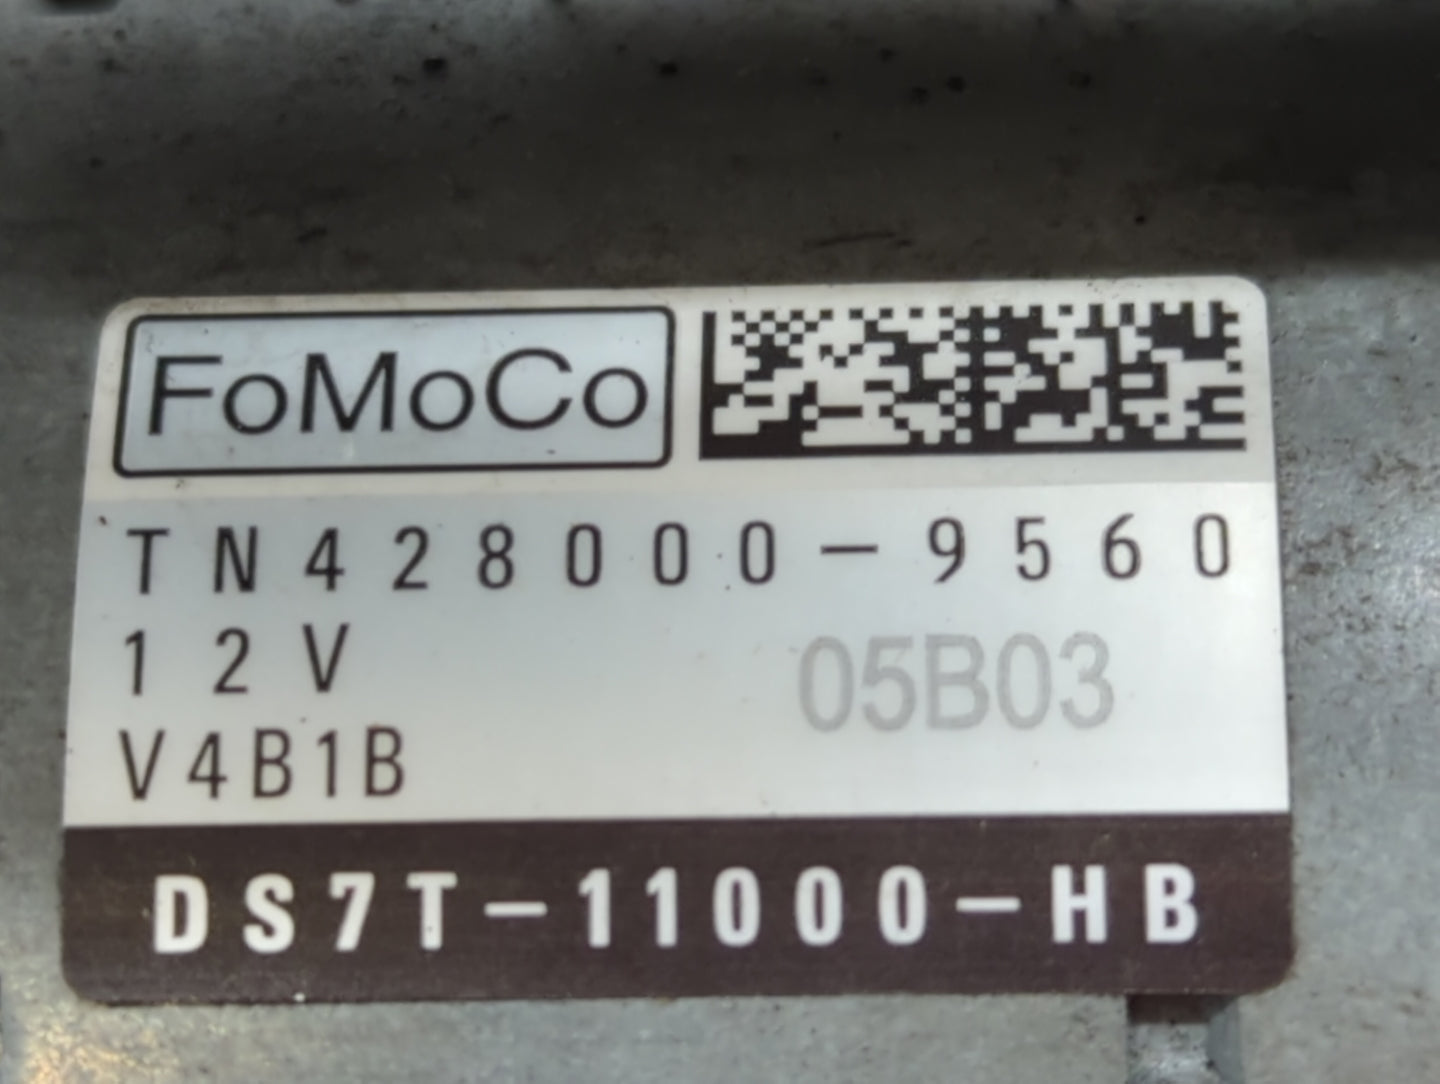 FoMoCo
TN428000-9560
12V
05B03
V4B1B
DS7T-11000-HB